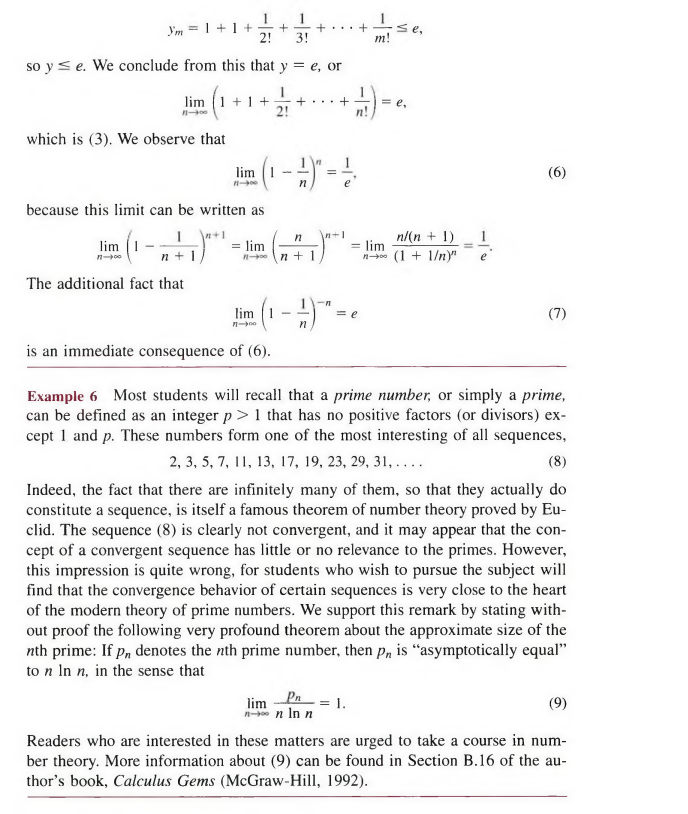 yₘ = 1 + 1 + 1/2! + 1/3! + · · · + 1/m! ≤ e,
so y ≤ e. We conclude from this that y = e, or
lim n→∞ (1 + 1 + 1/2! + · · · + 1/n!) = e,
which is (3). We observe that
lim n→∞ (1 − 1/n)ⁿ = 1/e, (6)
because this limit can be written as
lim n→∞ (1 − 1/(n + 1))ⁿ⁺¹ = lim n→∞ (n/(n + 1))ⁿ⁺¹ = lim n→∞ n/(n + 1)/(1 + 1/n)ⁿ = 1/e.
The additional fact that
lim n→∞ (1 − 1/n)⁻ⁿ = e (7)
is an immediate consequence of (6).
Example 6 Most students will recall that a prime number, or simply a prime,
can be defined as an integer p > 1 that has no positive factors (or divisors) ex-
cept 1 and p. These numbers form one of the most interesting of all sequences,
2, 3, 5, 7, 11, 13, 17, 19, 23, 29, 31, . . . . (8)
Indeed, the fact that there are infinitely many of them, so that they actually do
constitute a sequence, is itself a famous theorem of number theory proved by Eu-
clid. The sequence (8) is clearly not convergent, and it may appear that the con-
cept of a convergent sequence has little or no relevance to the primes. However,
this impression is quite wrong, for students who wish to pursue the subject will
find that the convergence behavior of certain sequences is very close to the heart
of the modern theory of prime numbers. We support this remark by stating with-
out proof the following very profound theorem about the approximate size of the
nth prime: If pₙ denotes the nth prime number, then pₙ is “asymptotically equal”
to n ln n, in the sense that
lim n→∞ pₙ/(n ln n) = 1. (9)
Readers who are interested in these matters are urged to take a course in num-
ber theory. More information about (9) can be found in Section B.16 of the au-
thor’s book, Calculus Gems (McGraw-Hill, 1992).